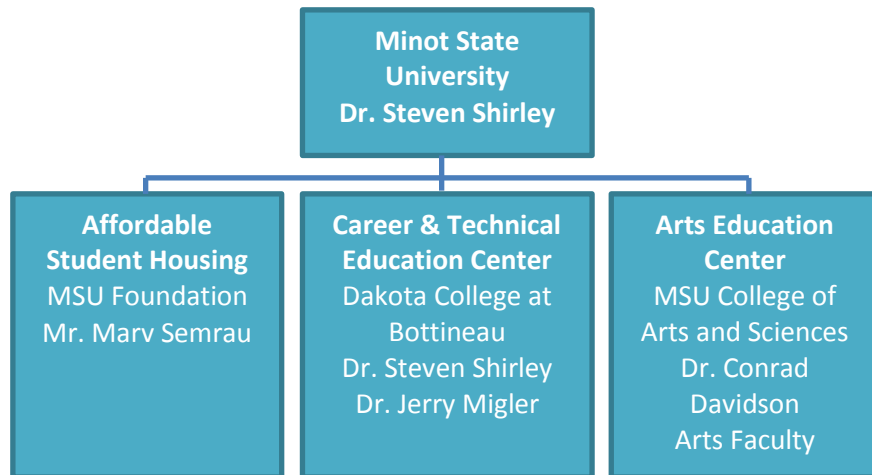 Minot State
University
Dr. Steven Shirley
Affordable
Student Housing
MSU Foundation
Mr. Marv Semrau
Career & Technical
Education Center
Dakota College at
Bottineau
Dr. Steven Shirley
Dr. Jerry Migler
Arts Education
Center
MSU College of
Arts and Sciences
Dr. Conrad
Davidson
Arts Faculty